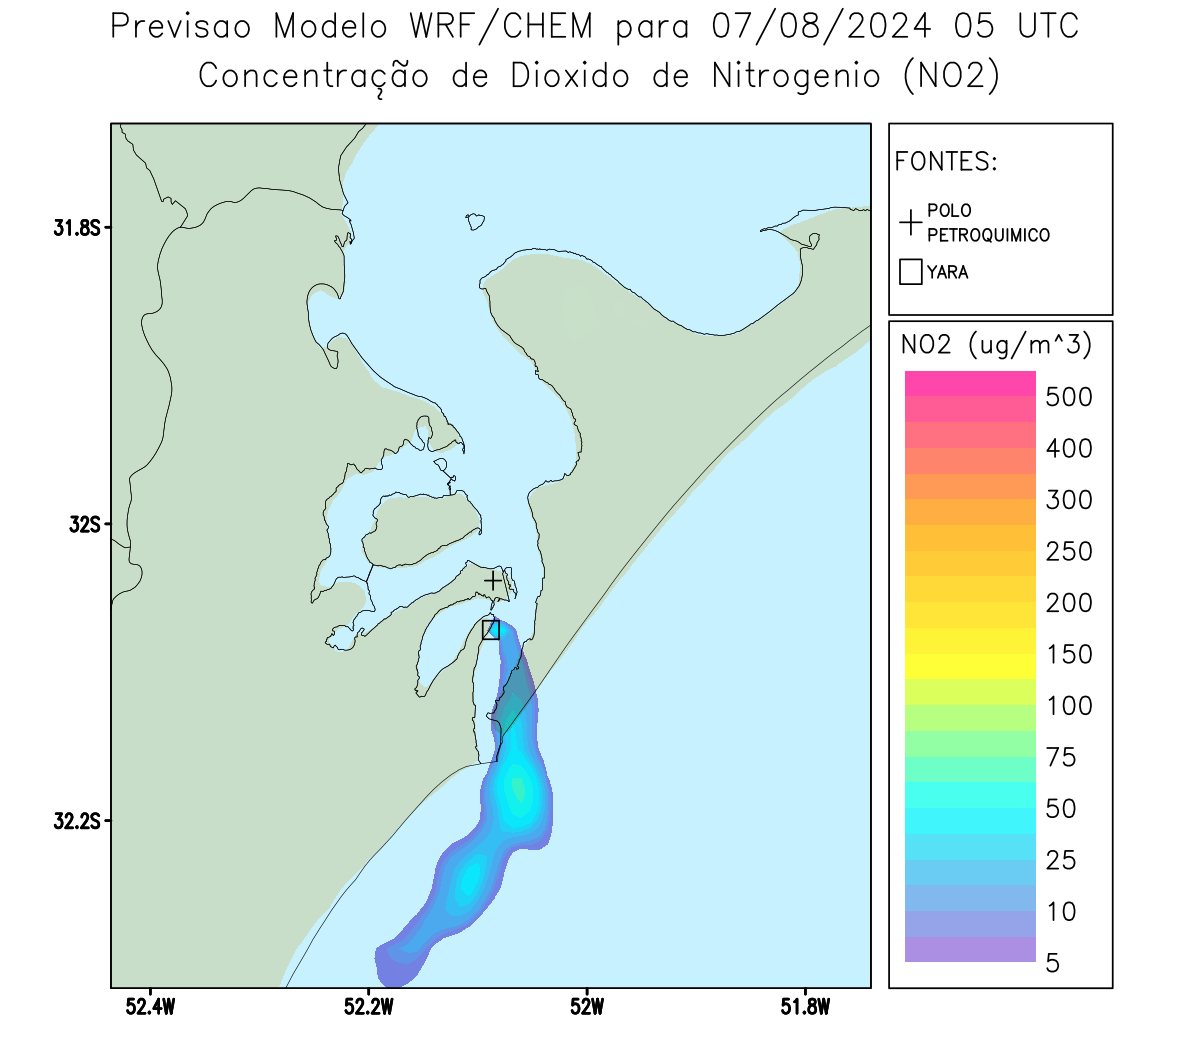 Previsao Modelo WRF/CHEM para 07/08/2024 05 UTC
Concentração de Dioxido de Nitrogenio (NO2)
FONTES:
POLO
PETROQUIMICO
YARA
NO2 (ug/m^3)
500
400
300
250
200
150
100
75
50
25
10
5
31.8S
32S
32.2S
52.4W
52.2W
52W
51.8W